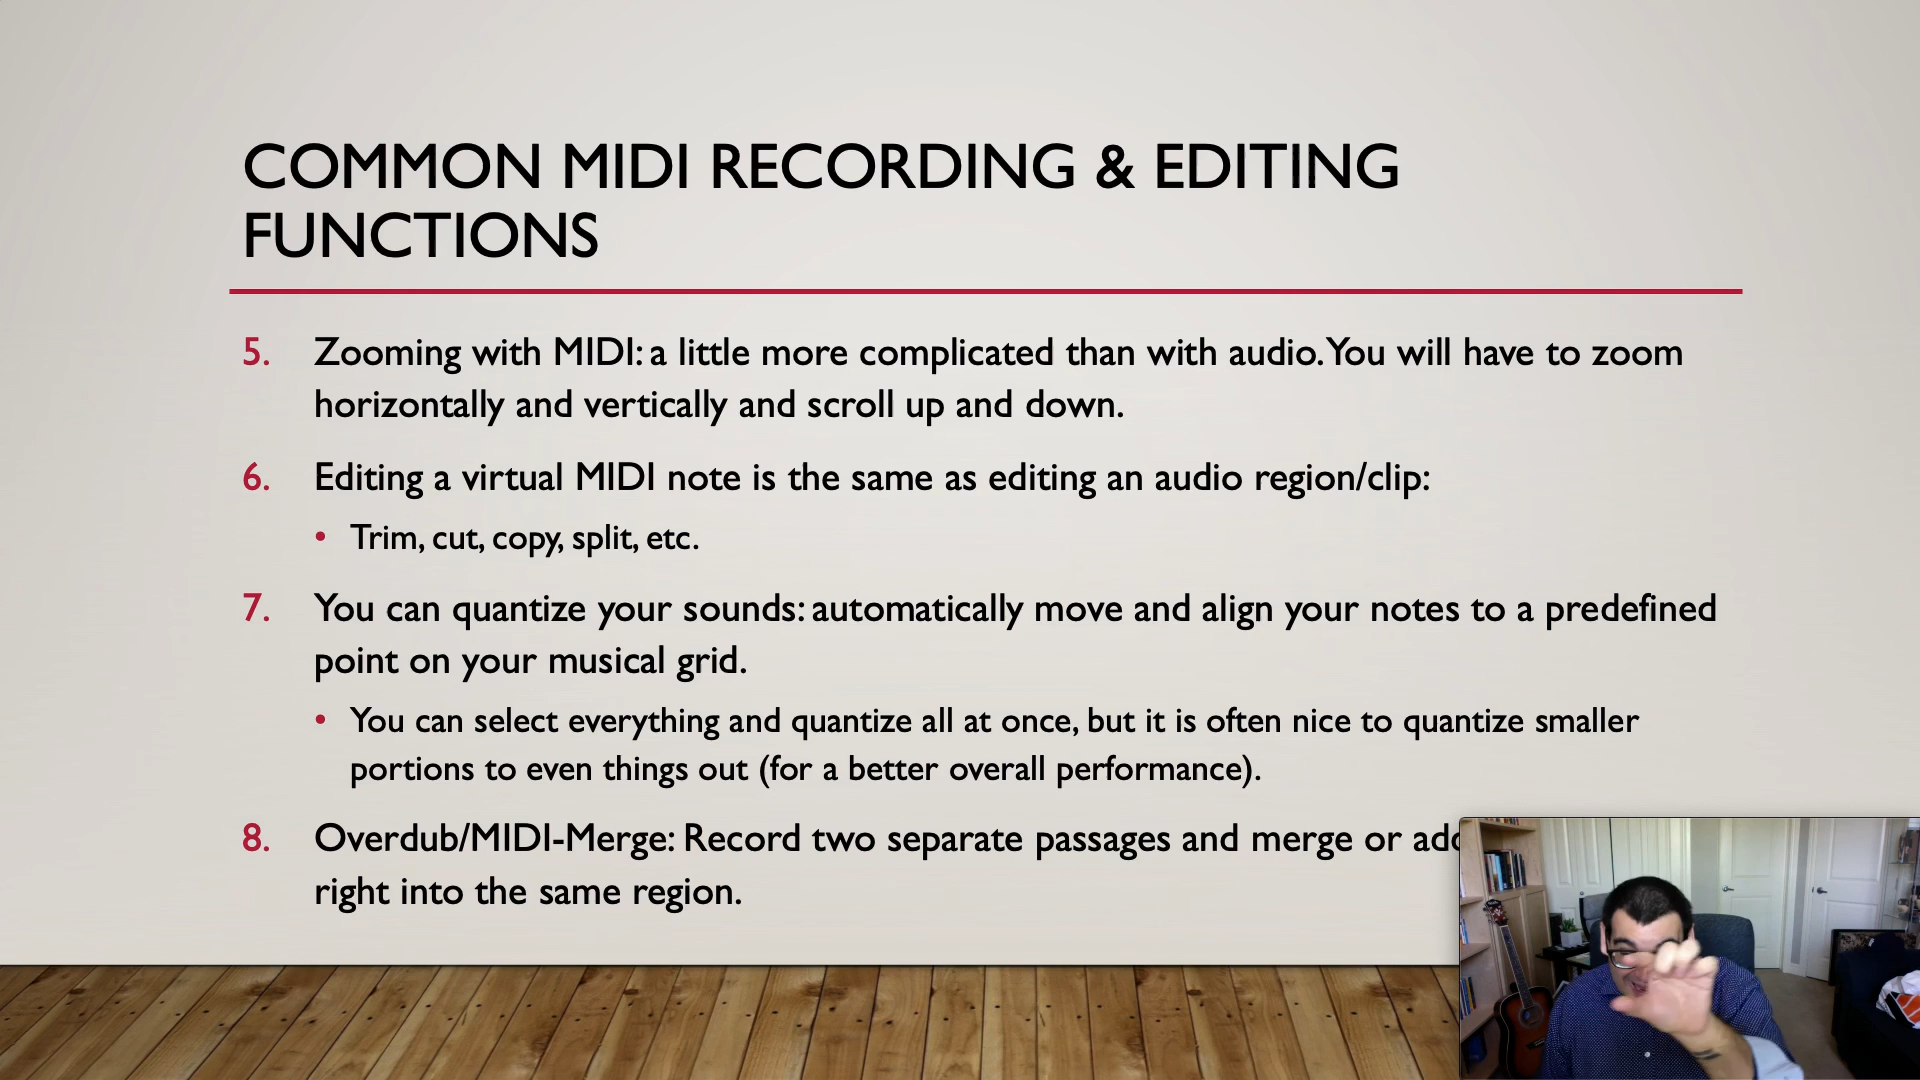 COMMON MIDI RECORDING & EDITING
FUNCTIONS
5. Zooming with MIDI: a little more complicated than with audio. You will have to zoom
horizontally and vertically and scroll up and down.
6. Editing a virtual MIDI note is the same as editing an audio region/clip:
• Trim, cut, copy, split, etc.
7. You can quantize your sounds: automatically move and align your notes to a predefined
point on your musical grid.
• You can select everything and quantize all at once, but it is often nice to quantize smaller
portions to even things out (for a better overall performance).
8. Overdub/MIDI-Merge: Record two separate passages and merge or
right into the same region.